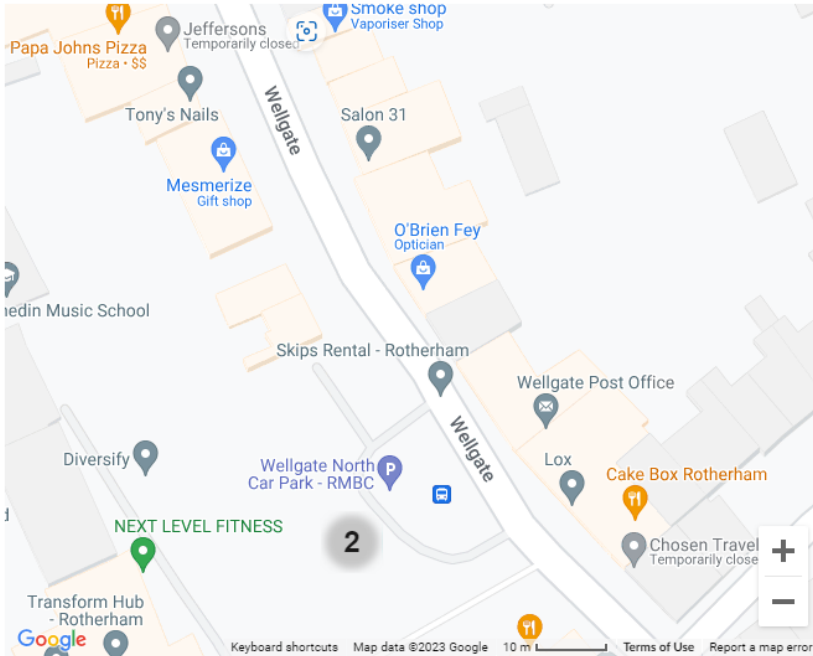 Smoke shop
Vaporiser Shop
Jeffersons
Temporarily closed
Papa Johns Pizza
Pizza • $$
Tony's Nails
Wellgate
Salon 31
Mesmerize
Gift shop
O'Brien Fey
Optician
nedin Music School
Skips Rental - Rotherham
Wellgate Post Office
Wellgate
Diversify
Wellgate North
Car Park - RMBC
P
Lox
Cake Box Rotherham
NEXT LEVEL FITNESS
2
Chosen Travel
Temporarily close
+
−
Transform Hub
- Rotherham
Google
Keyboard shortcuts Map data ©2023 Google 10 m Terms of Use Report a map error